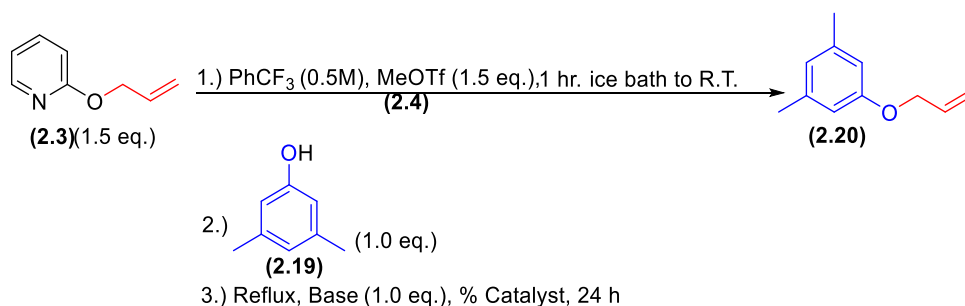 N
O
(2.3)(1.5 eq.)
1.) PhCF3 (0.5M), MeOTf (1.5 eq.),1 hr. ice bath to R.T.
(2.4)
O
(2.20)
OH
2.)
(1.0 eq.)
(2.19)
3.) Reflux, Base (1.0 eq.), % Catalyst, 24 h